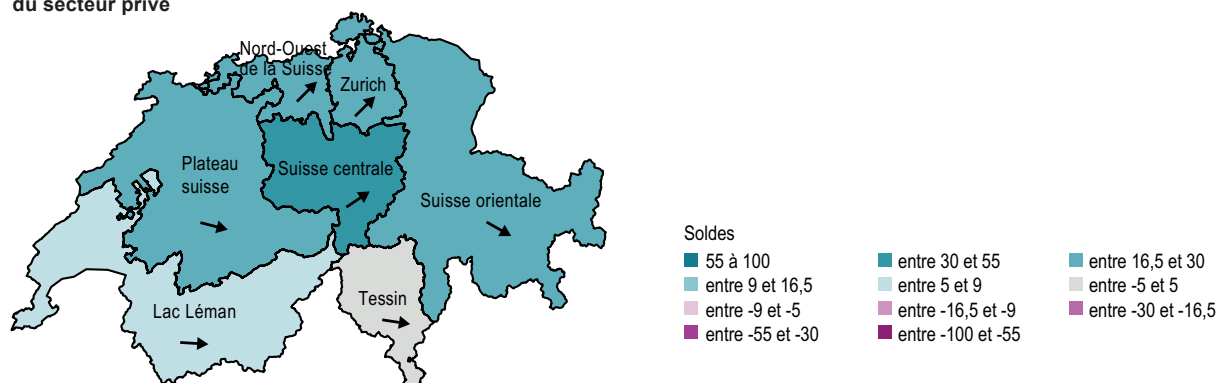 du secteur privé
Nord-Ouest
de la Suisse
Zurich
Plateau
suisse
Suisse centrale
Suisse orientale
Lac Léman
Tessin
Soldes
55 à 100
entre 30 et 55
entre 16,5 et 30
entre 9 et 16,5
entre 5 et 9
entre -5 et 5
entre -9 et -5
entre -16,5 et -9
entre -30 et -16,5
entre -55 et -30
entre -100 et -55